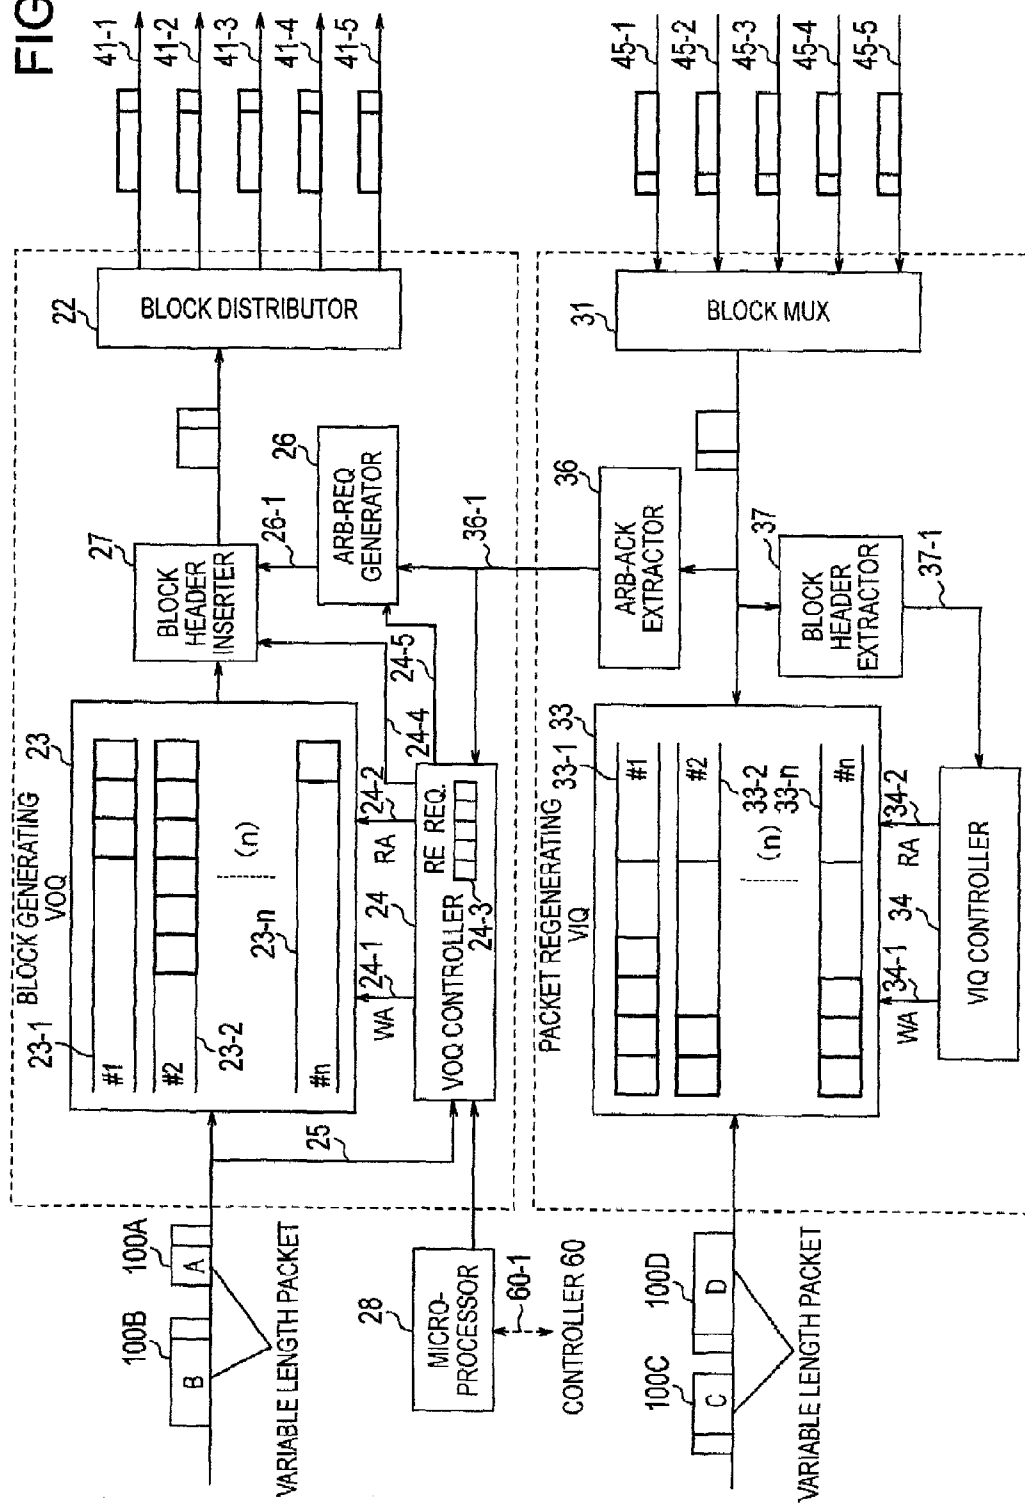 FIG
BLOCK GENERATING
VOQ
23
23-1
#1
#2
23-2
(n)
23-n
#n
22
BLOCK DISTRIBUTOR
41-1
41-2
41-3
41-4
41-5
27
BLOCK
HEADER
INSERTER
26-1
26
ARB-REQ
GENERATOR
24-4
24-5
WA
24-1
24
RA
24-2
RE REQ.
VOQ CONTROLLER
24-3
25
100A
A
100B
B
VARIABLE LENGTH PACKET
28
MICRO-
PROCESSOR
60-1
CONTROLLER 60
36-1
PACKET REGENERATING
VIQ
33-1
33
#1
#2
33-2
33-n
(n)
#n
36
ARB-ACK
EXTRACTOR
37
BLOCK
HEADER
EXTRACTOR
37-1
31
BLOCK MUX
45-1
45-2
45-3
45-4
45-5
WA
34-1
34
RA
34-2
VIQ CONTROLLER
100C
C
100D
D
VARIABLE LENGTH PACKET